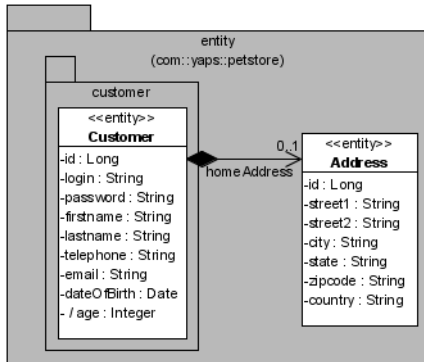 entity
(com::yaps::petstore)
customer
<<entity>>
Customer
-id : Long
-login : String
-password : String
-firstname : String
-lastname : String
-telephone : String
-email : String
-dateOfBirth : Date
- / age : Integer
0..1
homeAddress
<<entity>>
Address
-id : Long
-street1 : String
-street2 : String
-city : String
-state : String
-zipcode : String
-country : String